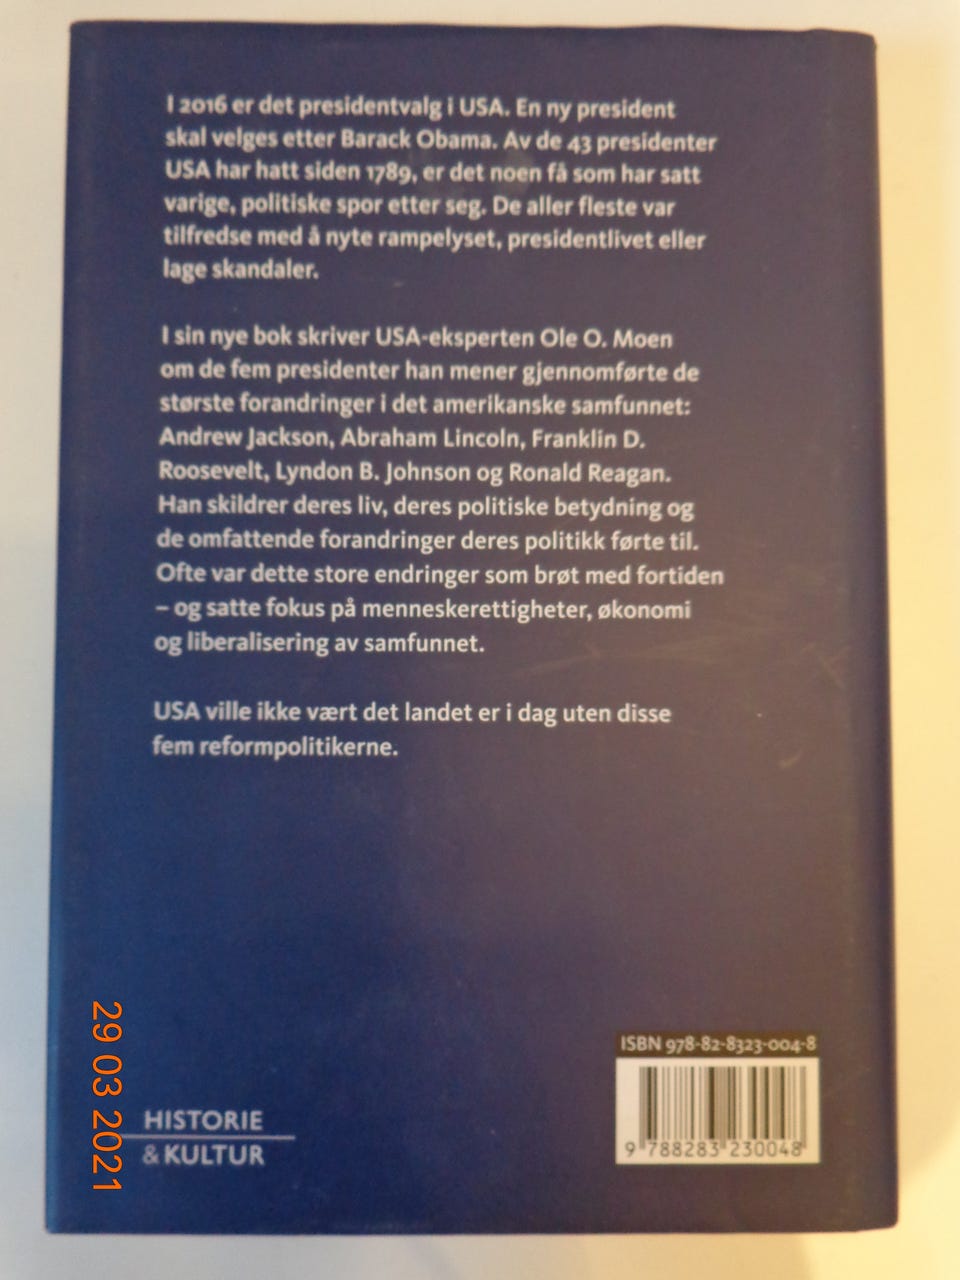 I 2016 er det presidentvalg i USA. En ny president
skal velges etter Barack Obama. Av de 43 presidenter
USA har hatt siden 1789, er det noen få som har satt
varige, politiske spor etter seg. De aller fleste var
tilfredse med å nyte rampelyset, presidentlivet eller
lage skandaler.
I sin nye bok skriver USA-eksperten Ole O. Moen
om de fem presidenter han mener gjennomførte de
største forandringer i det amerikanske samfunnet:
Andrew Jackson, Abraham Lincoln, Franklin D.
Roosevelt, Lyndon B. Johnson og Ronald Reagan.
Han skildrer deres liv, deres politiske betydning og
de omfattende forandringer deres politikk førte til.
Ofte var dette store endringer som brøt med fortiden
– og satte fokus på menneskerettigheter, økonomi
og liberalisering av samfunnet.
USA ville ikke vært det landet er i dag uten disse
fem reformpolitikerne.
29 03 2021
HISTORIE
& KULTUR
ISBN 978-82-8323-004-8
9 788283 230048